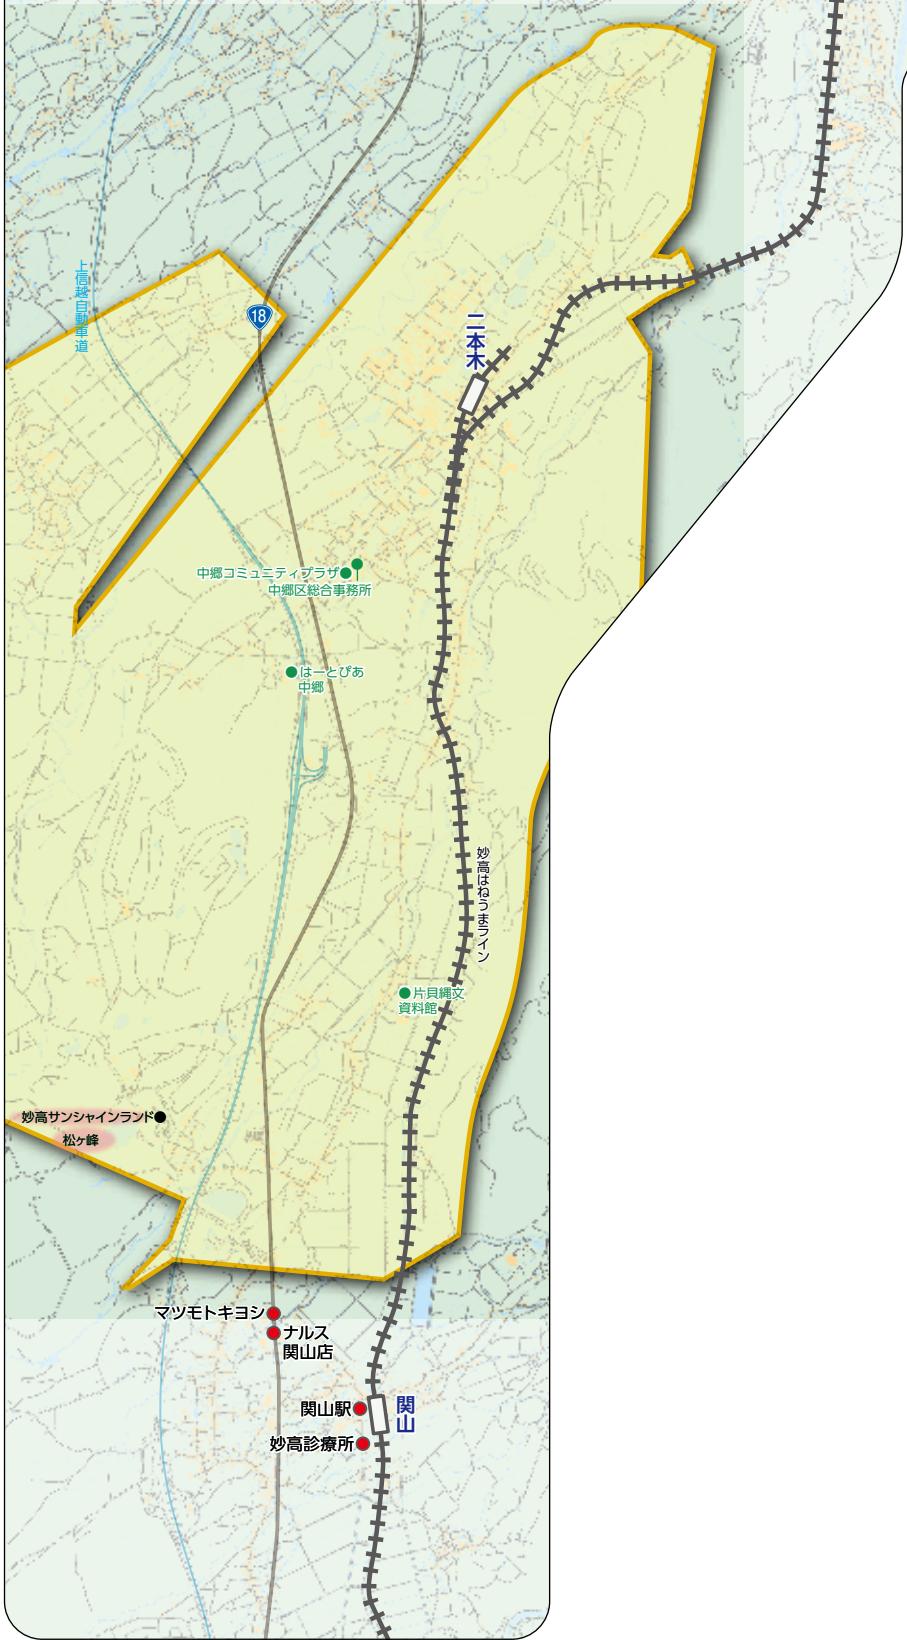 上信越自動車道
18
二本木
中郷コミュニティプラザ
中郷区総合事務所
はーとぴあ
中郷
妙高はねうまライン
片貝縄文
資料館
妙高サンシャインランド
松ヶ峰
マツモトキヨシ
ナルス
関山店
関山駅
関山
妙高診療所